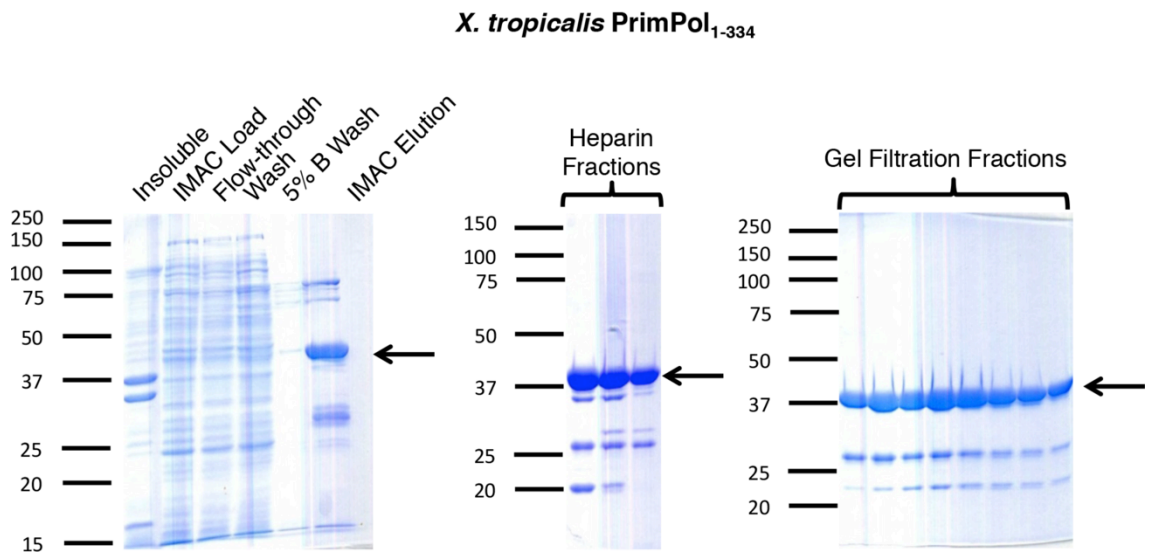 X. tropicalis PrimPol1-334
Insoluble
IMAC Load
Flow-through
Wash
5% B Wash
IMAC Elution
250
150
100
75
50
37
25
20
15
Heparin
Fractions
150
100
75
50
37
25
20
Gel Filtration Fractions
250
150
100
75
50
37
25
20